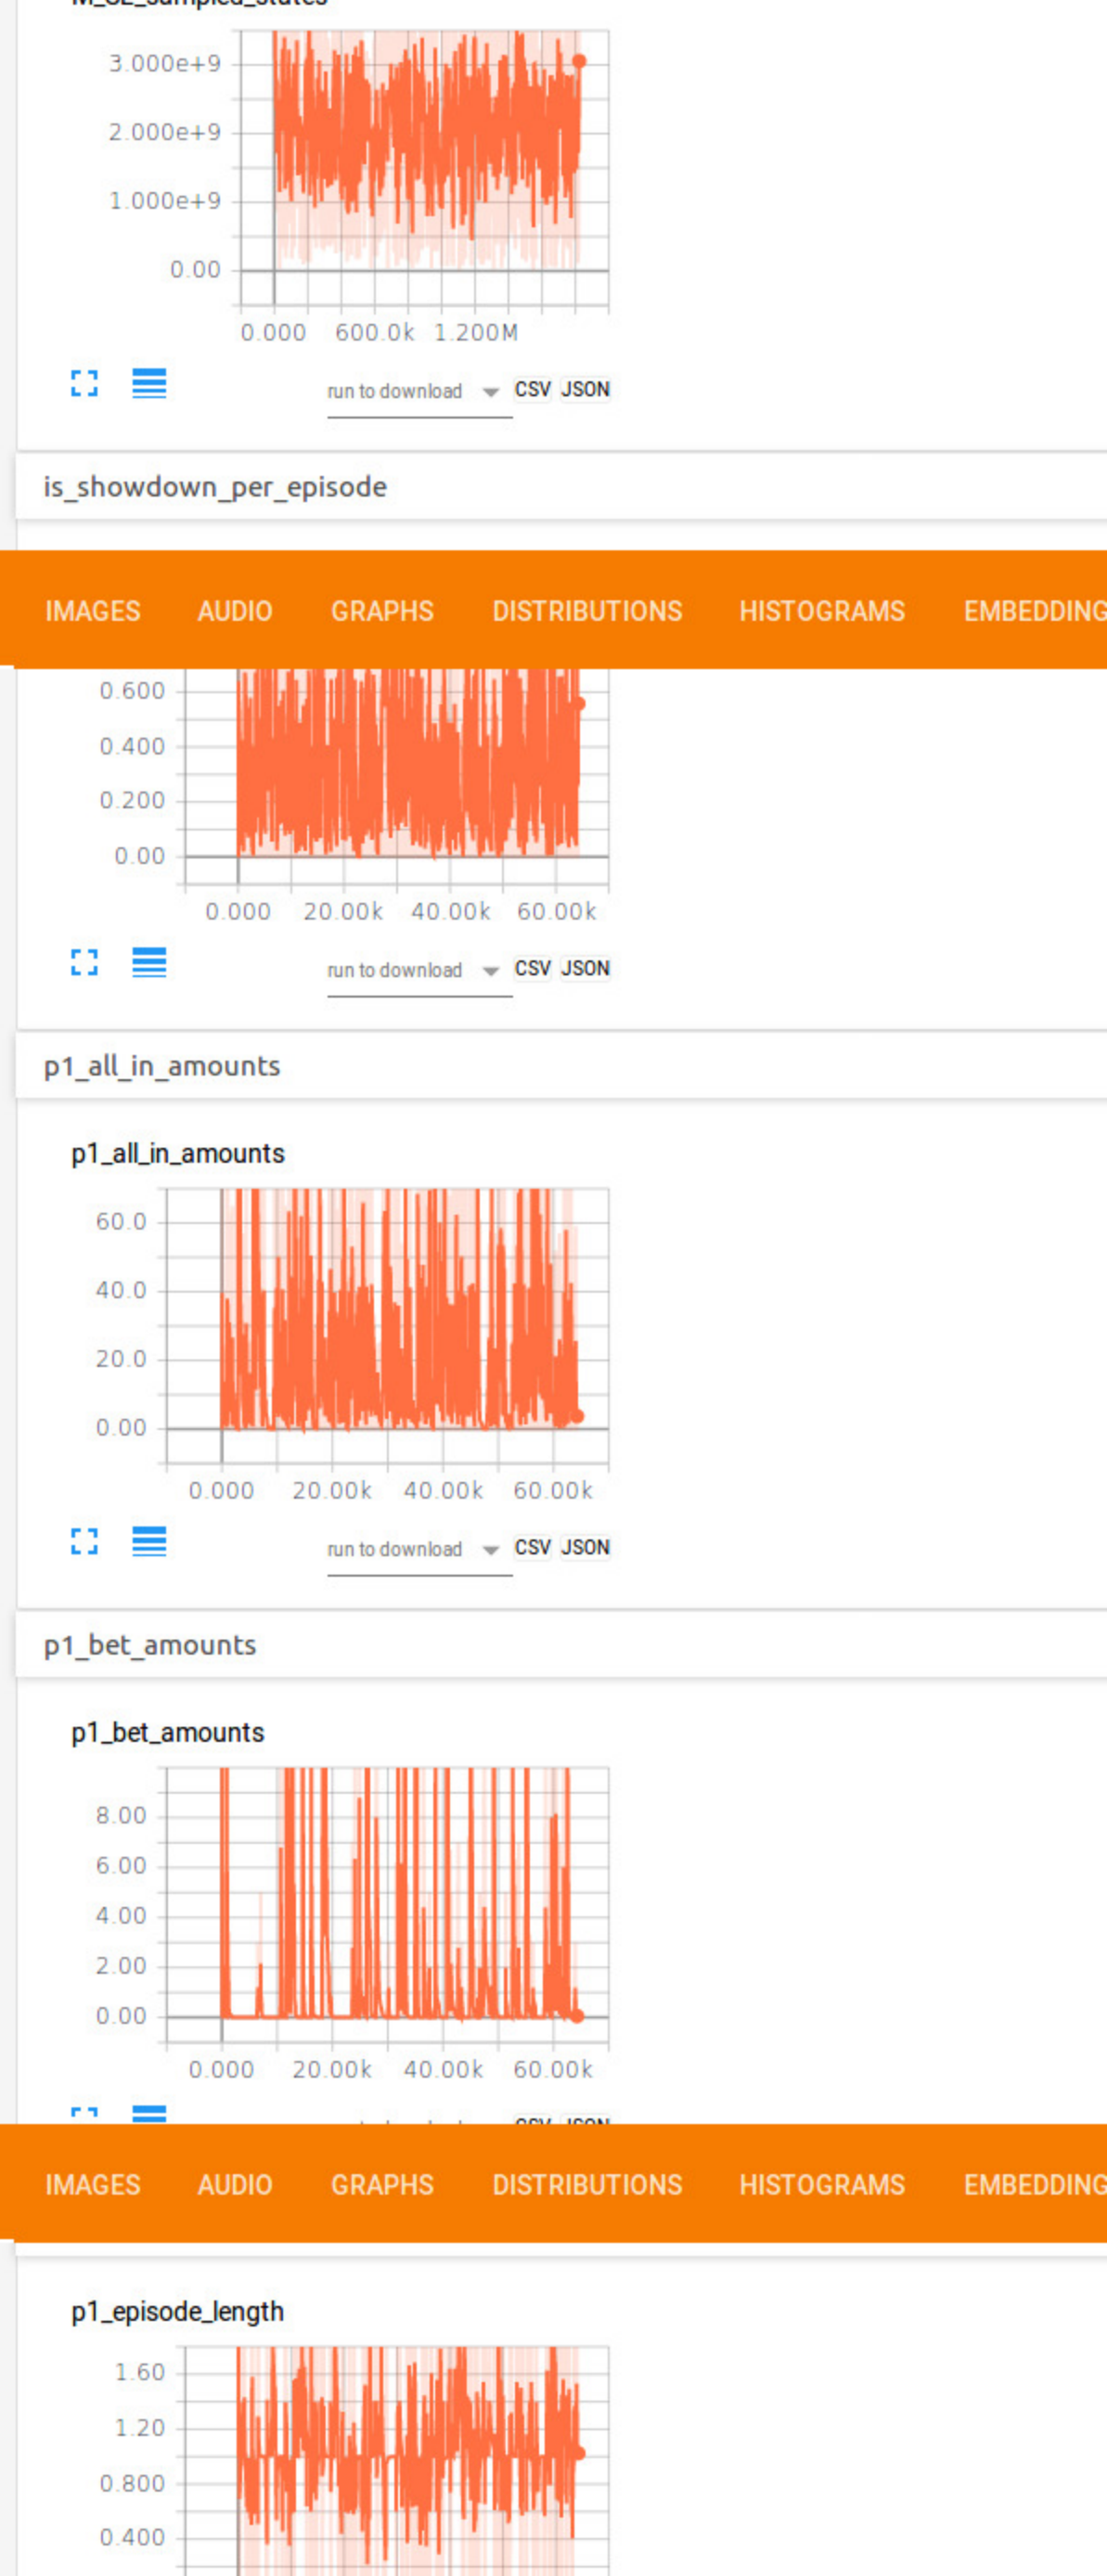 M_SL_sampled_states
3.000e+9
2.000e+9
1.000e+9
0.00
0.000 600.0k 1.200M
run to download CSV JSON
is_showdown_per_episode
IMAGES AUDIO GRAPHS DISTRIBUTIONS HISTOGRAMS EMBEDDING
0.600
0.400
0.200
0.00
0.000 20.00k 40.00k 60.00k
run to download CSV JSON
p1_all_in_amounts
p1_all_in_amounts
60.0
40.0
20.0
0.00
0.000 20.00k 40.00k 60.00k
run to download CSV JSON
p1_bet_amounts
p1_bet_amounts
8.00
6.00
4.00
2.00
0.00
0.000 20.00k 40.00k 60.00k
CSV JSON
IMAGES AUDIO GRAPHS DISTRIBUTIONS HISTOGRAMS EMBEDDING
p1_episode_length
1.60
1.20
0.800
0.400